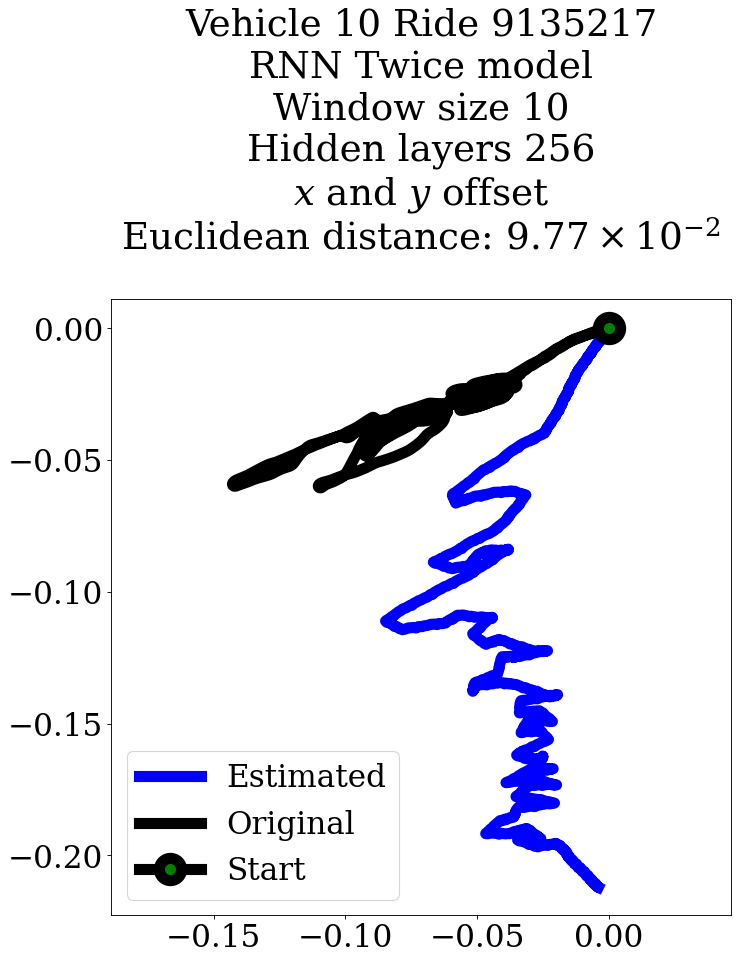 Vehicle 10 Ride 9135217
RNN Twice model
Window size 10
Hidden layers 256
x and y offset
Euclidean distance: 9.77 × 10⁻²
0.00
−0.05
−0.10
−0.15
−0.20
Estimated
Original
Start
−0.15 −0.10 −0.05 0.00